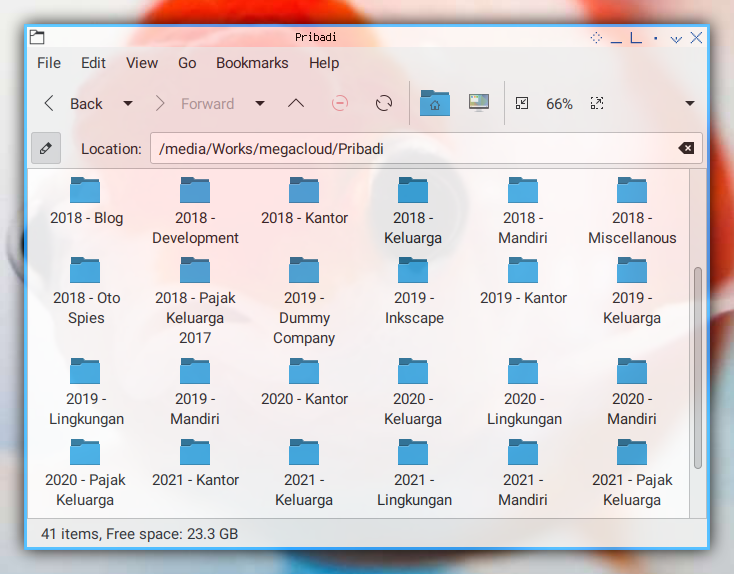 Pribadi
File Edit View Go Bookmarks Help
Back Forward 66%
Location: /media/Works/megacloud/Pribadi
2018 - Blog
2018 -
Development
2018 - Kantor
2018 -
Keluarga
2018 -
Mandiri
2018 -
Miscellanous
2018 - Oto
Spies
2018 - Pajak
Keluarga
2017
2019 -
Dummy
Company
2019 -
Inkscape
2019 - Kantor
2019 -
Keluarga
2019 -
Lingkungan
2019 -
Mandiri
2020 - Kantor
2020 -
Keluarga
2020 -
Lingkungan
2020 -
Mandiri
2020 - Pajak
Keluarga
2021 - Kantor
2021 -
Keluarga
2021 -
Lingkungan
2021 -
Mandiri
2021 - Pajak
Keluarga
41 items, Free space: 23.3 GB